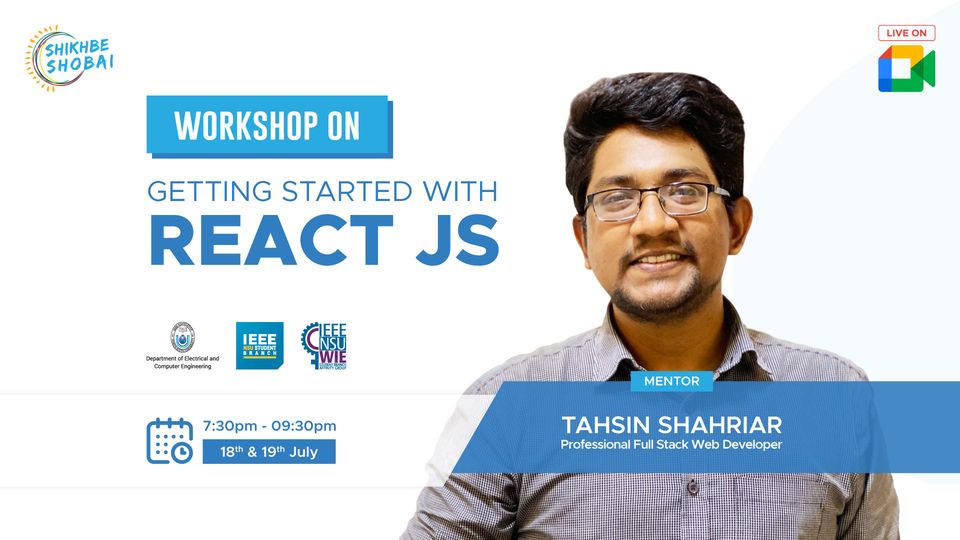 SHIKHBE
SHOBAI
LIVE ON
WORKSHOP ON
GETTING STARTED WITH
REACT JS
Department of Electrical and
Computer Engineering
IEEE
NSU STUDENT
BRANCH
IEEE
NSU
WIE
AFFINITY GROUP
MENTOR
7:30pm - 09:30pm
18th & 19th July
TAHSIN SHAHRIAR
Professional Full Stack Web Developer